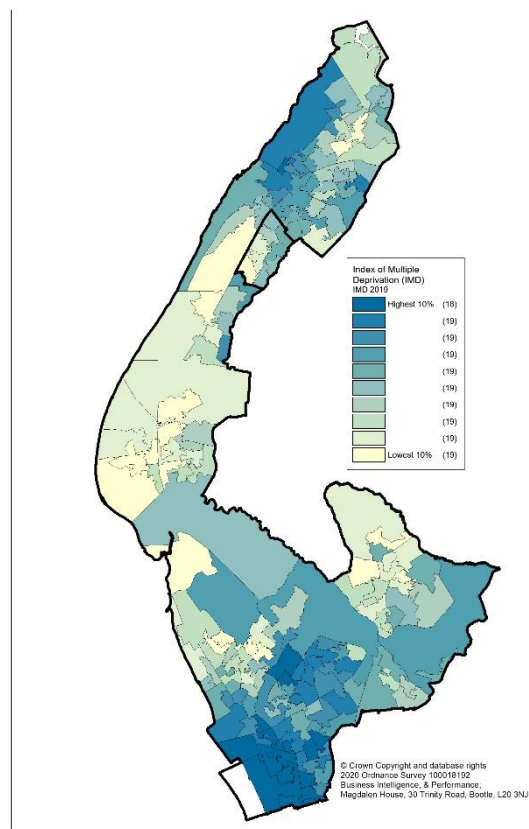 Index of Multiple
Deprivation (IMD)
IMD 2019
Highest 10% (18)
(19)
(19)
(19)
(19)
(19)
(19)
(19)
(19)
Lowest 10% (19)
© Crown Copyright and database rights
2020 Ordnance Survey 100018192
Business Intelligence, & Performance,
Magdalen House, 30 Trinity Road, Bootle, L20 3NJ